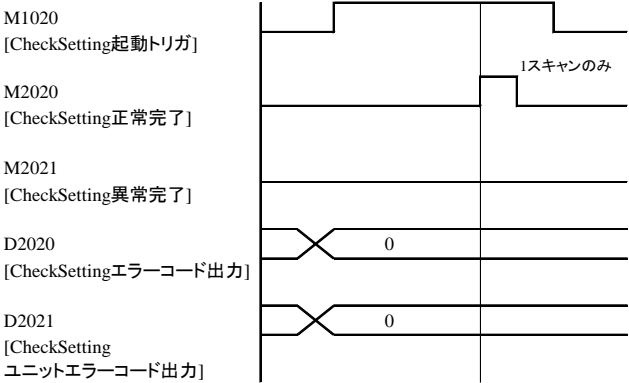 M1020
[CheckSetting起動トリガ]
1スキャンのみ
M2020
[CheckSetting正常完了]
M2021
[CheckSetting異常完了]
D2020
0
[CheckSettingエラーコード出力]
D2021
0
[CheckSetting
ユニットエラーコード出力]